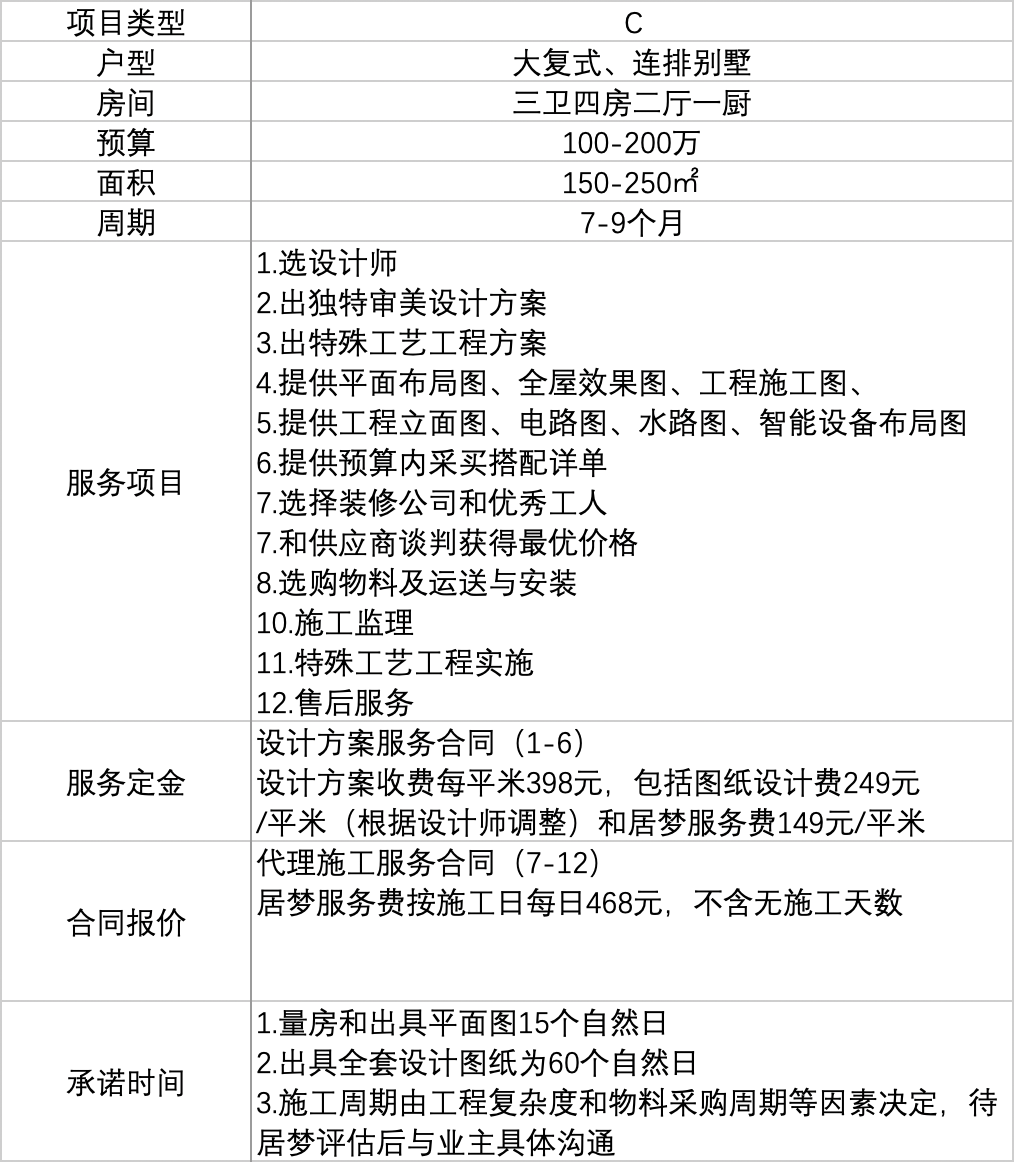 项目类型 C
户型 大复式、连排别墅
房间 三卫四房二厅一厨
预算 100-200万
面积 150-250㎡
周期 7-9个月
服务项目
1.选设计师
2.出独特审美设计方案
3.出特殊工艺工程方案
4.提供平面布局图、全屋效果图、工程施工图、
5.提供工程立面图、电路图、水路图、智能设备布局图
6.提供预算内采买搭配详单
7.选择装修公司和优秀工人
7.和供应商谈判获得最优价格
8.选购物料及运送与安装
10.施工监理
11.特殊工艺工程实施
12.售后服务
服务定金
设计方案服务合同（1-6）
设计方案收费每平米398元，包括图纸设计费249元
/平米（根据设计师调整）和居梦服务费149元/平米
合同报价
代理施工服务合同（7-12）
居梦服务费按施工日每日468元，不含无施工天数
承诺时间
1.量房和出具平面图15个自然日
2.出具全套设计图纸为60个自然日
3.施工周期由工程复杂度和物料采购周期等因素决定，待
居梦评估后与业主具体沟通